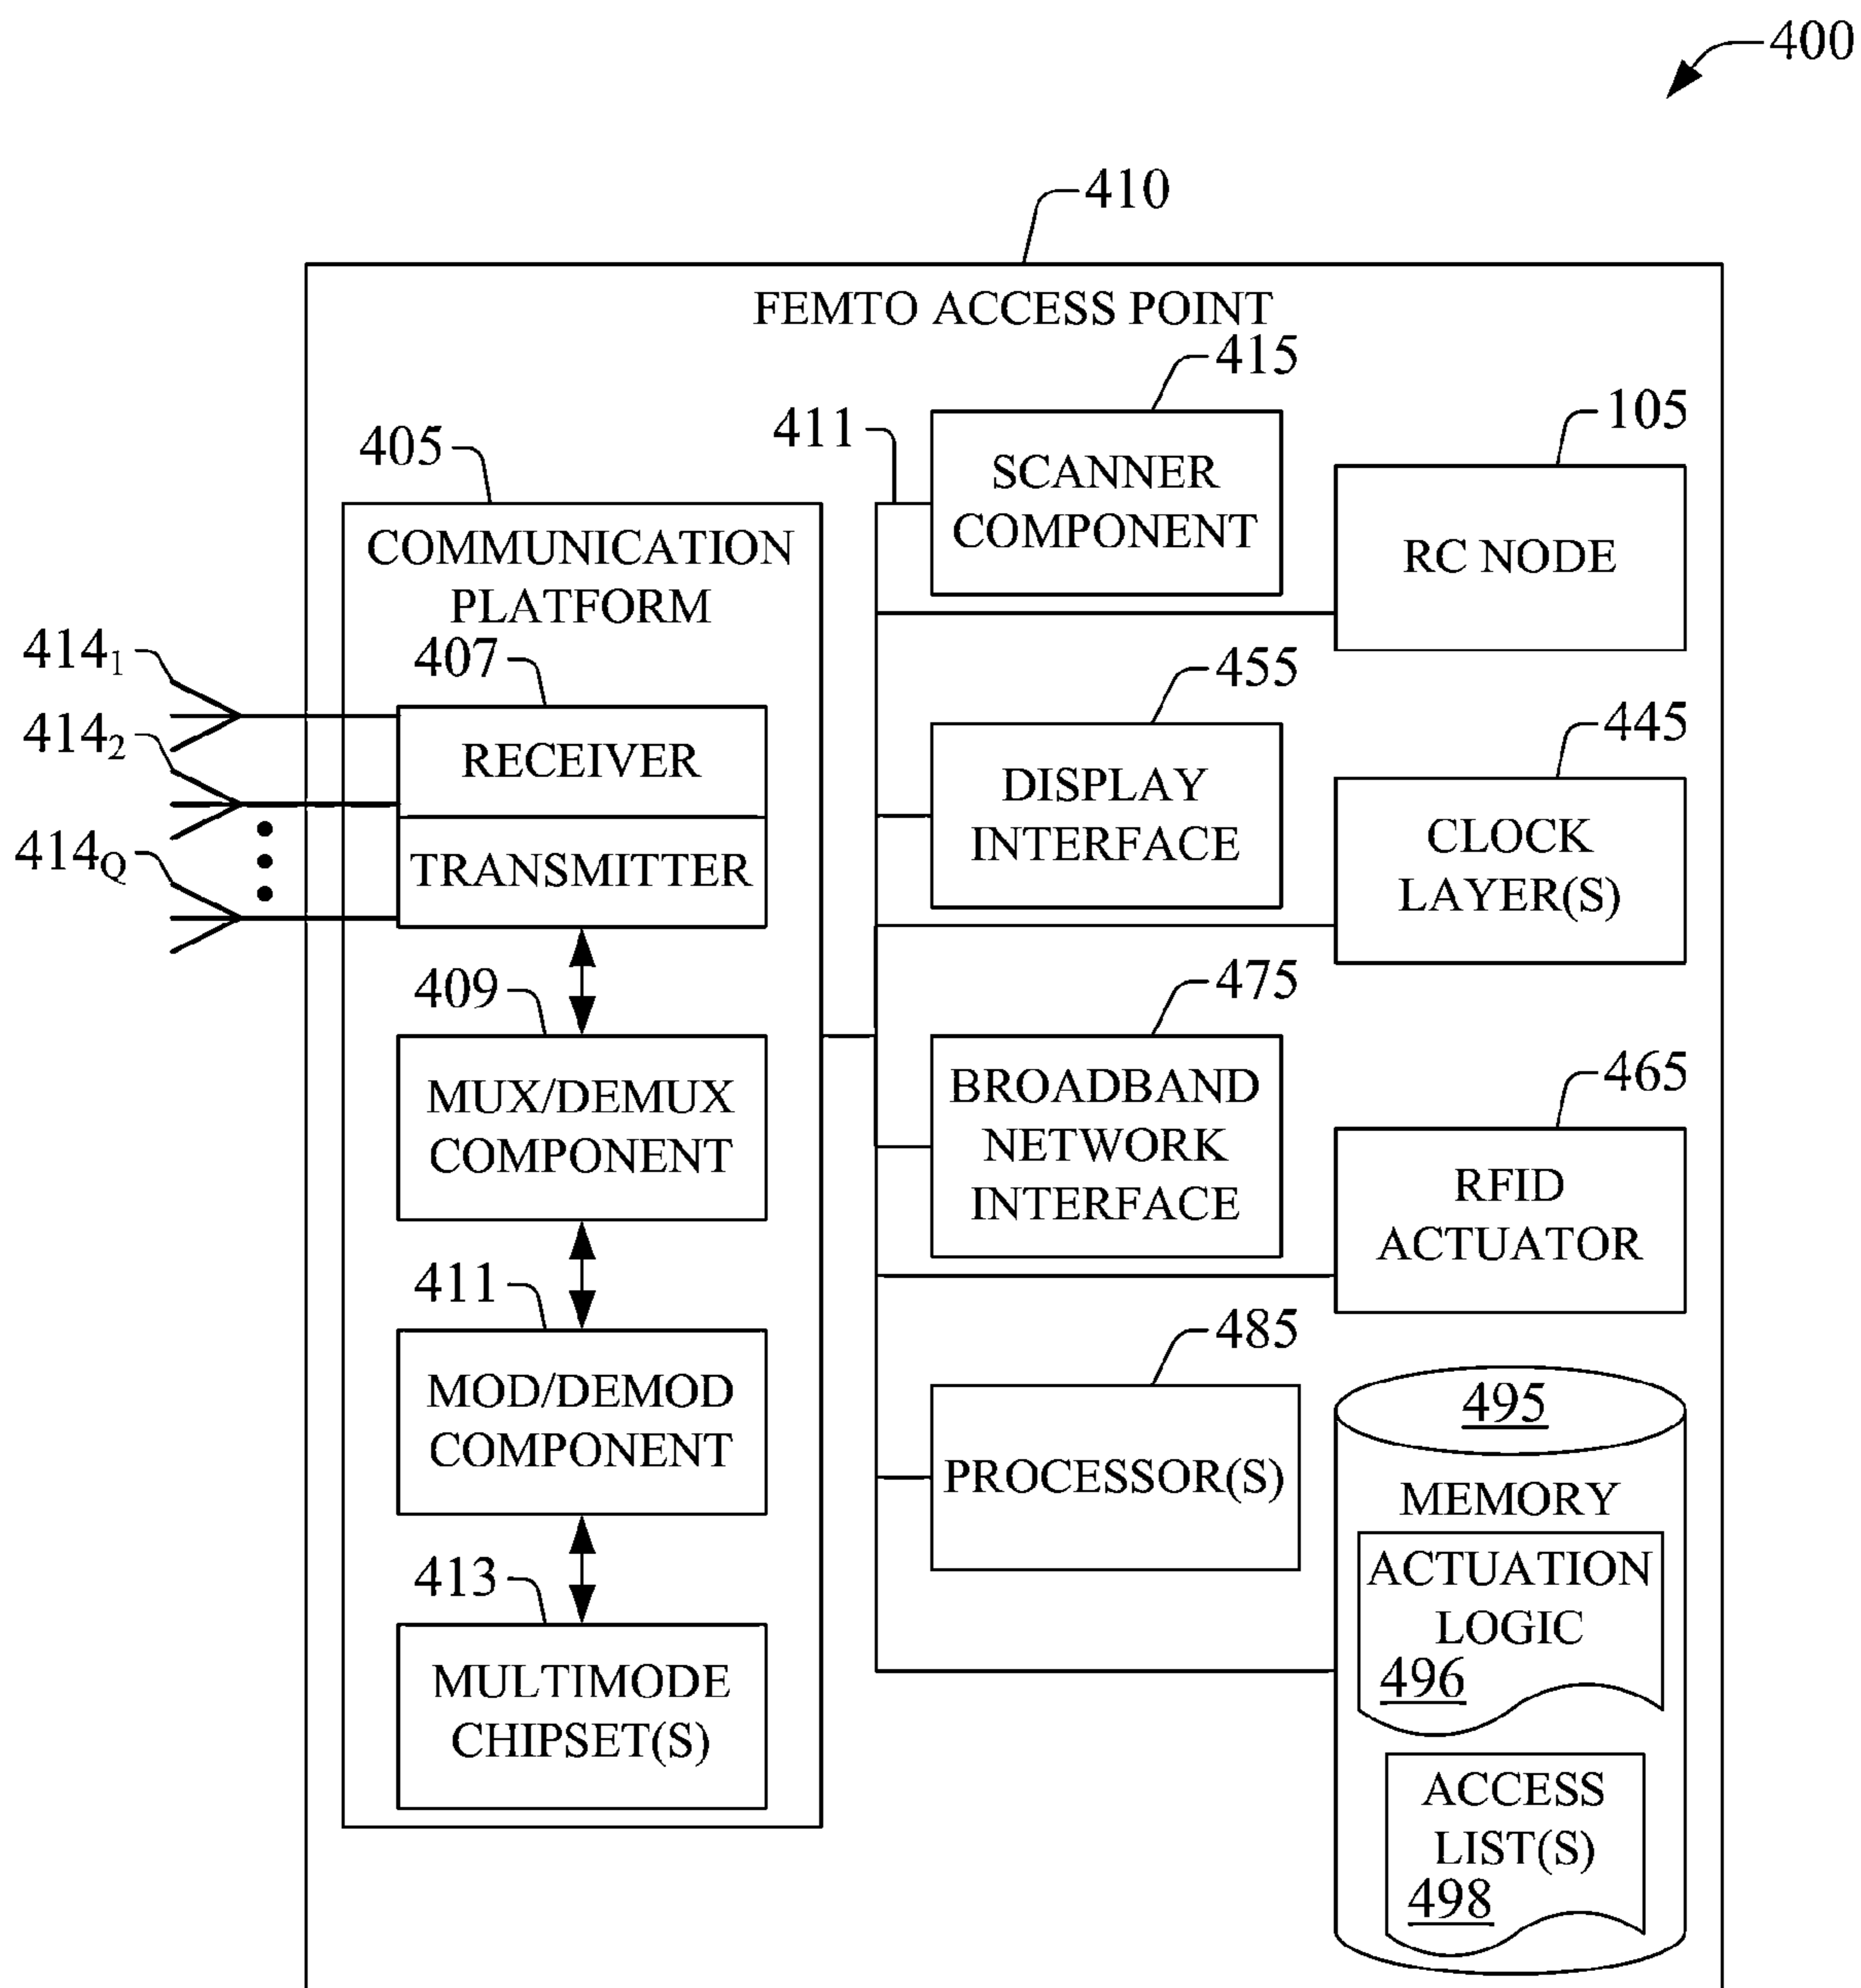 400
410
FEMTO ACCESS POINT
415
411
SCANNER
COMPONENT
105
RC NODE
405
COMMUNICATION
PLATFORM
407
RECEIVER
TRANSMITTER
414₁
414₂
414Q
409
MUX/DEMUX
COMPONENT
411
MOD/DEMOD
COMPONENT
413
MULTIMODE
CHIPSET(S)
455
DISPLAY
INTERFACE
445
CLOCK
LAYER(S)
475
BROADBAND
NETWORK
INTERFACE
465
RFID
ACTUATOR
485
PROCESSOR(S)
495
MEMORY
ACTUATION
LOGIC
496
ACCESS
LIST(S)
498